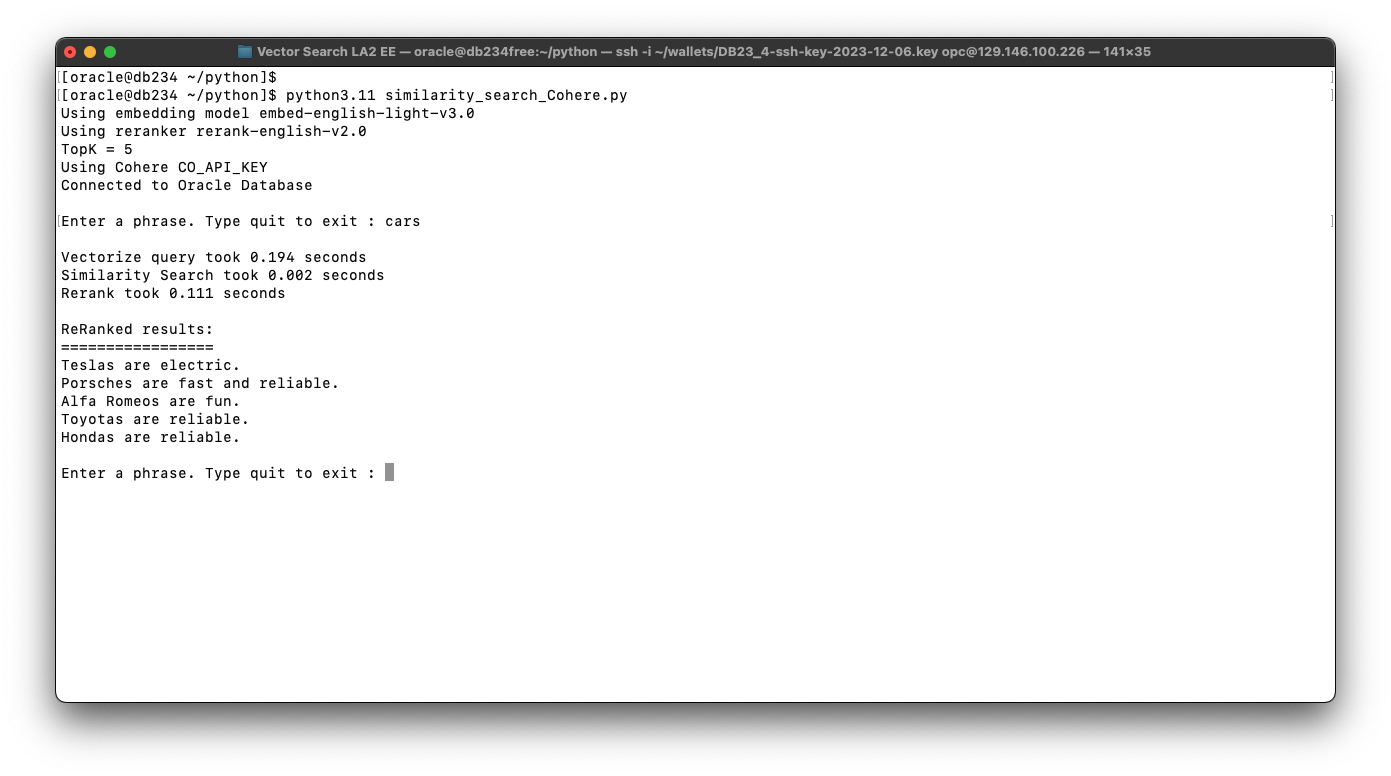 Vector Search LA2 EE — oracle@db234free:~/python — ssh -i ~/wallets/DB23_4-ssh-key-2023-12-06.key opc@129.146.100.226 — 141×35
[[oracle@db234 ~/python]$ ]
[[oracle@db234 ~/python]$ python3.11 similarity_search_Cohere.py ]
Using embedding model embed-english-light-v3.0
Using reranker rerank-english-v2.0
TopK = 5
Using Cohere CO_API_KEY
Connected to Oracle Database
[Enter a phrase. Type quit to exit : cars ]
Vectorize query took 0.194 seconds
Similarity Search took 0.002 seconds
Rerank took 0.111 seconds
ReRanked results:
=================
Teslas are electric.
Porsches are fast and reliable.
Alfa Romeos are fun.
Toyotas are reliable.
Hondas are reliable.
Enter a phrase. Type quit to exit :